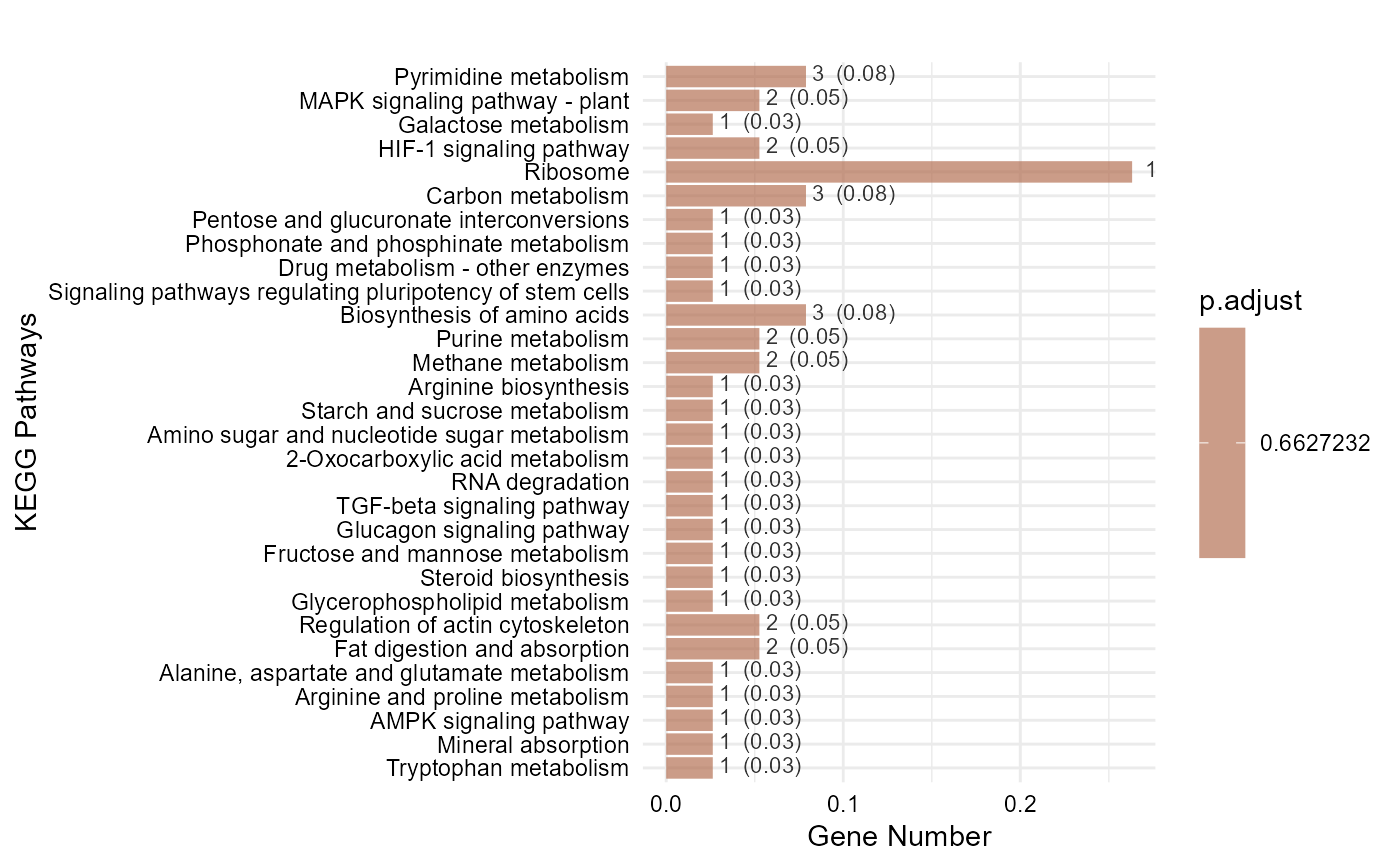 Pyrimidine metabolism 3 (0.08)
MAPK signaling pathway - plant 2 (0.05)
Galactose metabolism 1 (0.03)
HIF-1 signaling pathway 2 (0.05)
Ribosome 1
Carbon metabolism 3 (0.08)
Pentose and glucuronate interconversions 1 (0.03)
Phosphonate and phosphinate metabolism 1 (0.03)
Drug metabolism - other enzymes 1 (0.03)
Signaling pathways regulating pluripotency of stem cells 1 (0.03)
Biosynthesis of amino acids 3 (0.08)
Purine metabolism 2 (0.05)
Methane metabolism 2 (0.05)
Arginine biosynthesis 1 (0.03)
Starch and sucrose metabolism 1 (0.03)
Amino sugar and nucleotide sugar metabolism 1 (0.03)
2-Oxocarboxylic acid metabolism 1 (0.03)
RNA degradation 1 (0.03)
TGF-beta signaling pathway 1 (0.03)
Glucagon signaling pathway 1 (0.03)
Fructose and mannose metabolism 1 (0.03)
Steroid biosynthesis 1 (0.03)
Glycerophospholipid metabolism 1 (0.03)
Regulation of actin cytoskeleton 2 (0.05)
Fat digestion and absorption 2 (0.05)
Alanine, aspartate and glutamate metabolism 1 (0.03)
Arginine and proline metabolism 1 (0.03)
AMPK signaling pathway 1 (0.03)
Mineral absorption 1 (0.03)
Tryptophan metabolism 1 (0.03)
KEGG Pathways
0.0 0.1 0.2
Gene Number
p.adjust
0.6627232